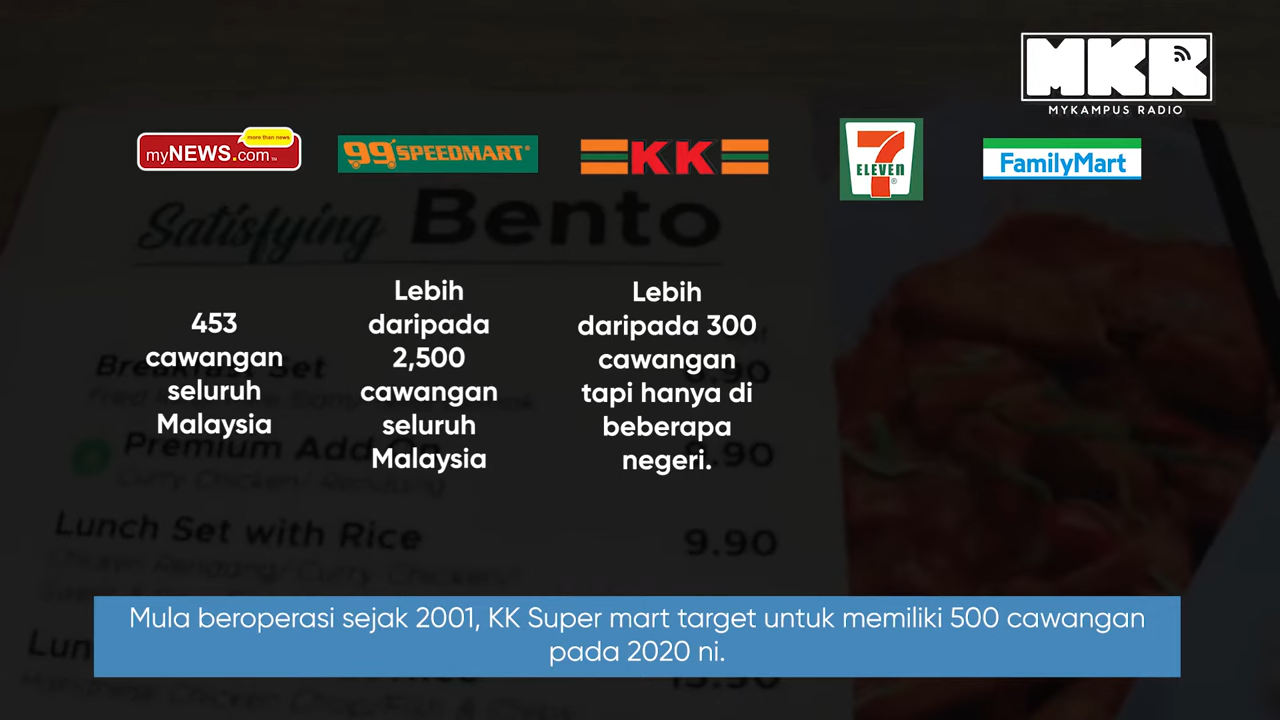 MKR
MYKAMPUS RADIO
more than news
myNEWS.com
99 SPEEDMART
KK
7
ELEVEN
FamilyMart
Satisfying Bento
453
cawangan
seluruh
Malaysia
Lebih
daripada
2,500
cawangan
seluruh
Malaysia
Lebih
daripada 300
cawangan
tapi hanya di
beberapa
negeri.
Breakfast Set
Premium Add On
Lunch Set with Rice
9.90
Mula beroperasi sejak 2001, KK Super mart target untuk memiliki 500 cawangan
pada 2020 ni.